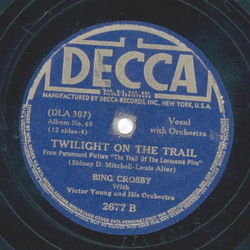 DECCA
MANUFACTURED BY DECCA RECORDS, INC., NEW YORK, U.S.A.
(DLA 307)
Album No. 69
(12 sides-4)
Vocal
with Orchestra
TWILIGHT ON THE TRAIL
From Paramount Picture "The Trail Of The Lonesome Pine"
(Sidney D. Mitchell-Louis Alter)
BING CROSBY
With
Victor Young and His Orchestra
2677 B